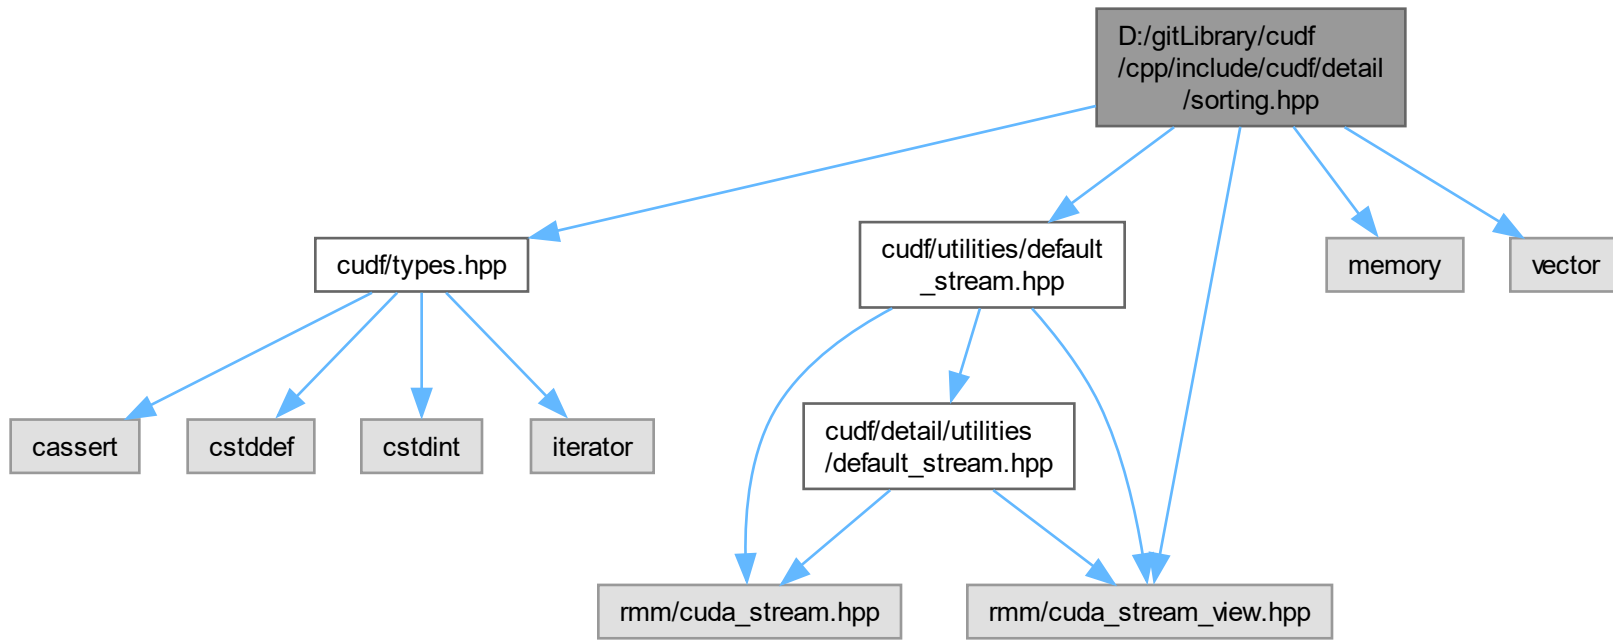 D:/gitLibrary/cudf
/cpp/include/cudf/detail
/sorting.hpp
cudf/types.hpp
cudf/utilities/default
_stream.hpp
memory
vector
cassert
cstddef
cstdint
iterator
cudf/detail/utilities
/default_stream.hpp
rmm/cuda_stream.hpp
rmm/cuda_stream_view.hpp